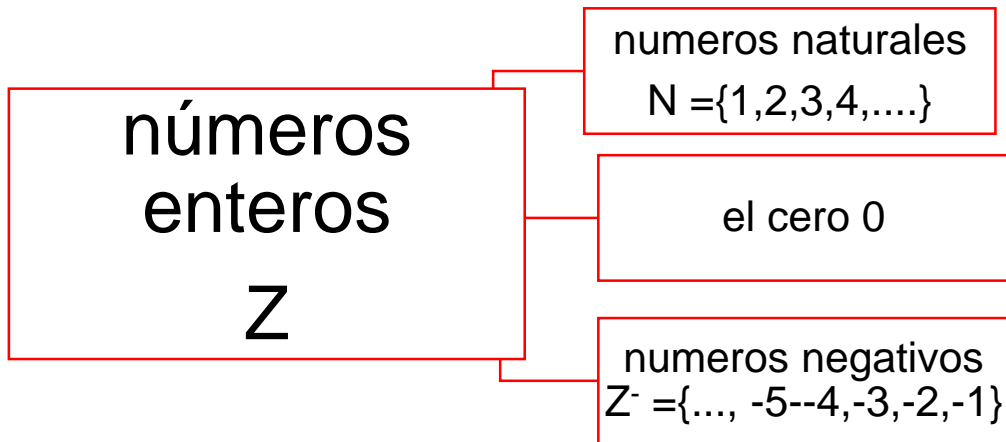 números
enteros
Z
numeros naturales
N ={1,2,3,4,....}
el cero 0
numeros negativos
Z- ={..., -5--4,-3,-2,-1}